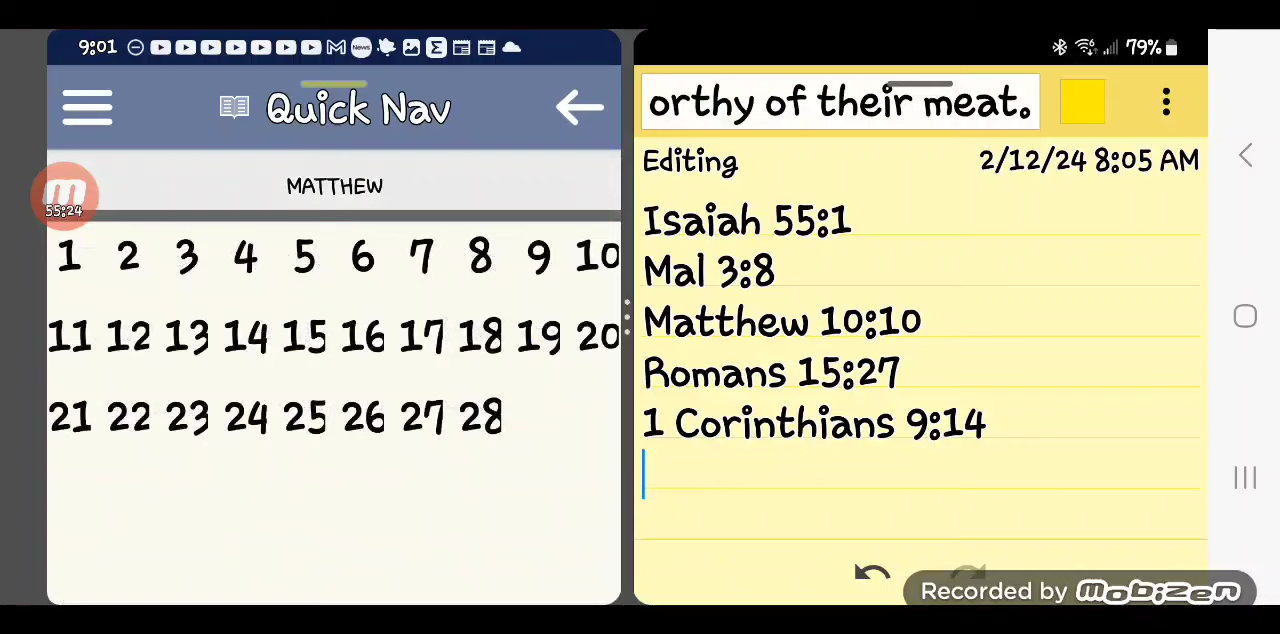 9:01
News
79%
Quick Nav
MATTHEW
55:24
1 2 3 4 5 6 7 8 9 10
11 12 13 14 15 16 17 18 19 20
21 22 23 24 25 26 27 28
orthy of their meat.
Editing 2/12/24 8:05 AM
Isaiah 55:1
Mal 3:8
Matthew 10:10
Romans 15:27
1 Corinthians 9:14
Recorded by mobizen